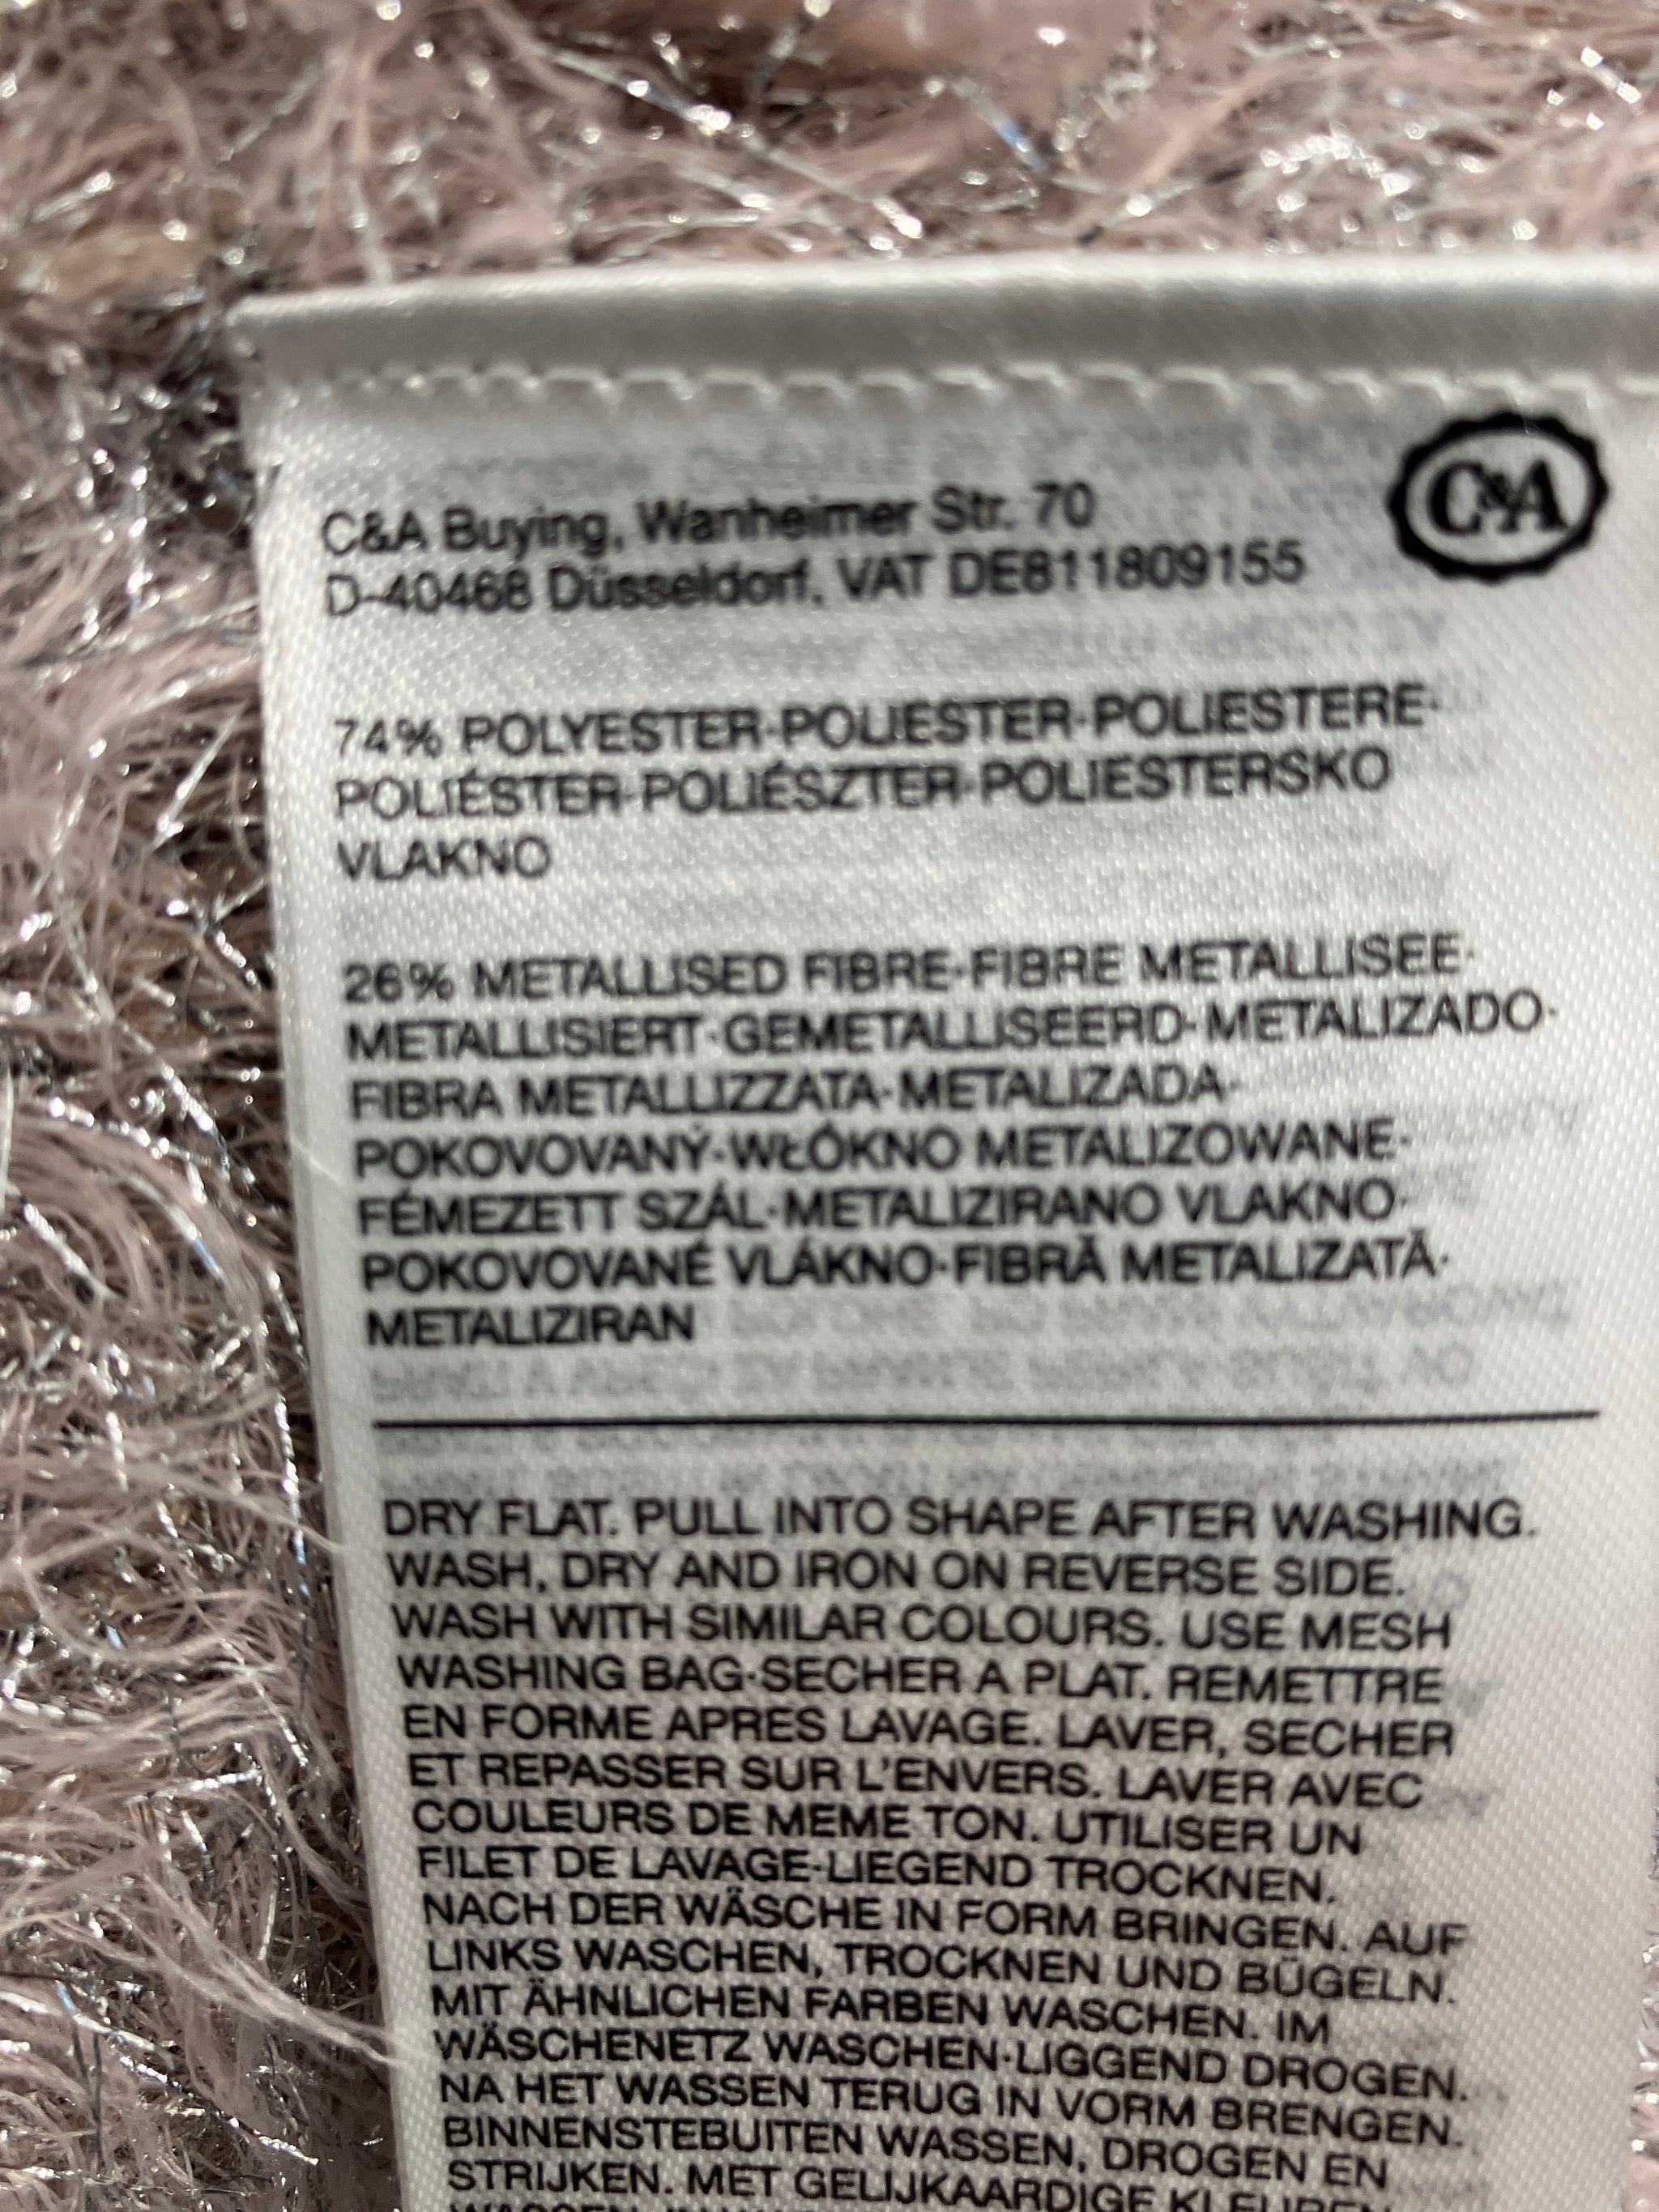 C&A Buying, Wanheimer Str. 70
D-40468 Düsseldorf, VAT DE811809155
C&A
74% POLYESTER·POLIESTER·POLIESTERE·
POLIÉSTER·POLIÉSZTER·POLIESTERSKO
VLAKNO
26% METALLISED FIBRE·FIBRE METALLISEE·
METALLISIERT·GEMETALLISEERD·METALIZADO·
FIBRA METALLIZZATA·METALIZADA·
POKOVOVANÝ·WŁÓKNO METALIZOWANE·
FÉMEZETT SZÁL·METALIZIRANO VLAKNO·
POKOVOVANÉ VLÁKNO·FIBRĂ METALIZATĂ·
METALIZIRAN
DRY FLAT. PULL INTO SHAPE AFTER WASHING.
WASH, DRY AND IRON ON REVERSE SIDE.
WASH WITH SIMILAR COLOURS. USE MESH
WASHING BAG·SECHER A PLAT. REMETTRE
EN FORME APRES LAVAGE. LAVER, SECHER
ET REPASSER SUR L'ENVERS. LAVER AVEC
COULEURS DE MEME TON. UTILISER UN
FILET DE LAVAGE·LIEGEND TROCKNEN.
NACH DER WÄSCHE IN FORM BRINGEN. AUF
LINKS WASCHEN, TROCKNEN UND BÜGELN.
MIT ÄHNLICHEN FARBEN WASCHEN. IM
WÄSCHENETZ WASCHEN·LIGGEND DROGEN.
NA HET WASSEN TERUG IN VORM BRENGEN.
BINNENSTEBUITEN WASSEN, DROGEN EN
STRIJKEN. MET GELIJKAARDIGE KLEUREN